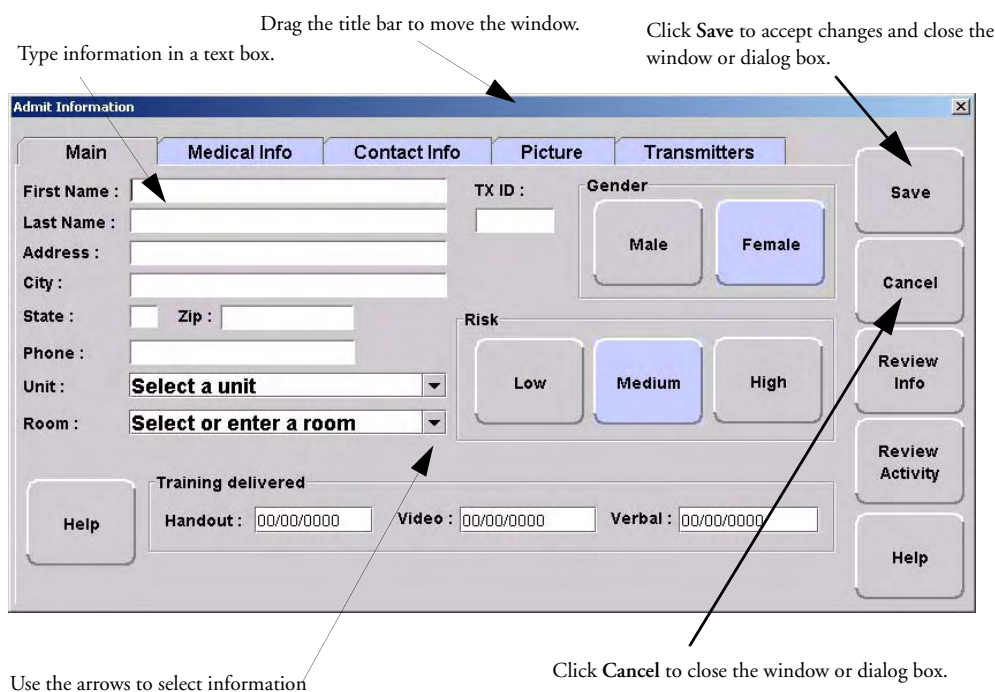 Drag the title bar to move the window.
Click Save to accept changes and close the
window or dialog box.
Type information in a text box.
Admit Information
Main
Medical Info
Contact Info
Picture
Transmitters
First Name :
TX ID :
Gender
Save
Last Name :
Male
Female
Address :
City :
Cancel
State :
Zip :
Risk
Phone :
Low
Medium
High
Review
Info
Unit :
Select a unit
Room :
Select or enter a room
Review
Activity
Training delivered
Help
Handout :
00/00/0000
Video :
00/00/0000
Verbal :
00/00/0000
Help
Click Cancel to close the window or dialog box.
Use the arrows to select information